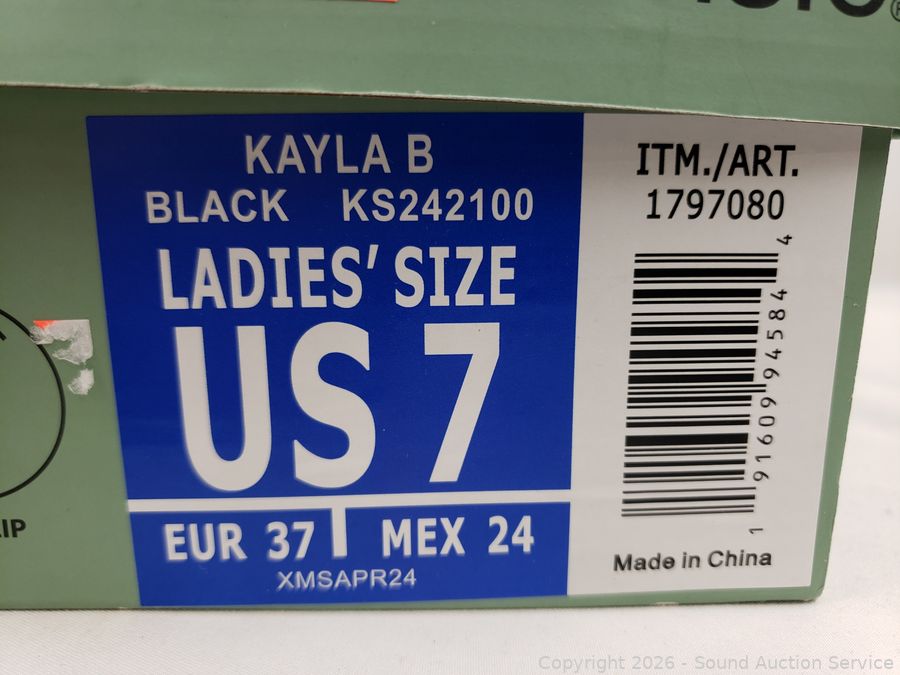 KAYLA B
BLACK KS242100
LADIES' SIZE
US 7
EUR 37
MEX 24
XMSAPR24
ITM./ART.
1797080
1 91609 94584 4
Made in China
Copyright © 2026 - Sound Auction Service